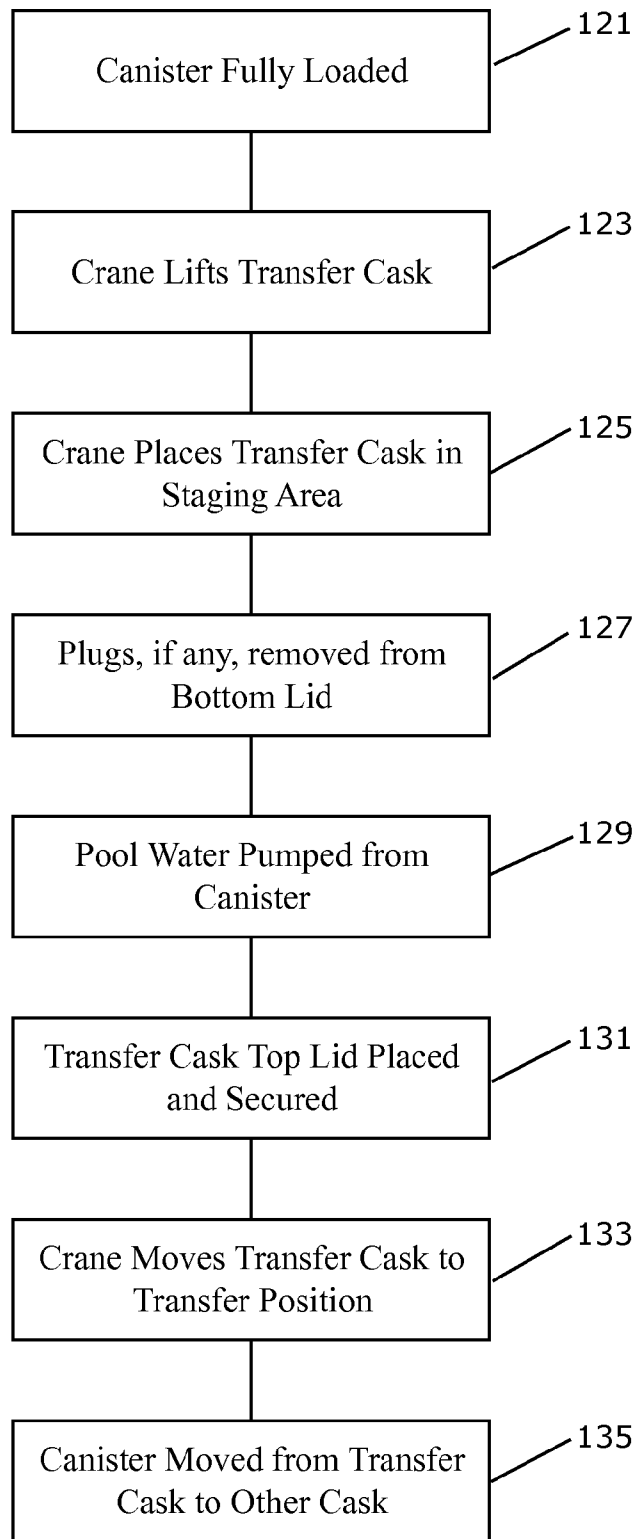 121
Canister Fully Loaded
123
Crane Lifts Transfer Cask
125
Crane Places Transfer Cask in
Staging Area
127
Plugs, if any, removed from
Bottom Lid
129
Pool Water Pumped from
Canister
131
Transfer Cask Top Lid Placed
and Secured
133
Crane Moves Transfer Cask to
Transfer Position
135
Canister Moved from Transfer
Cask to Other Cask